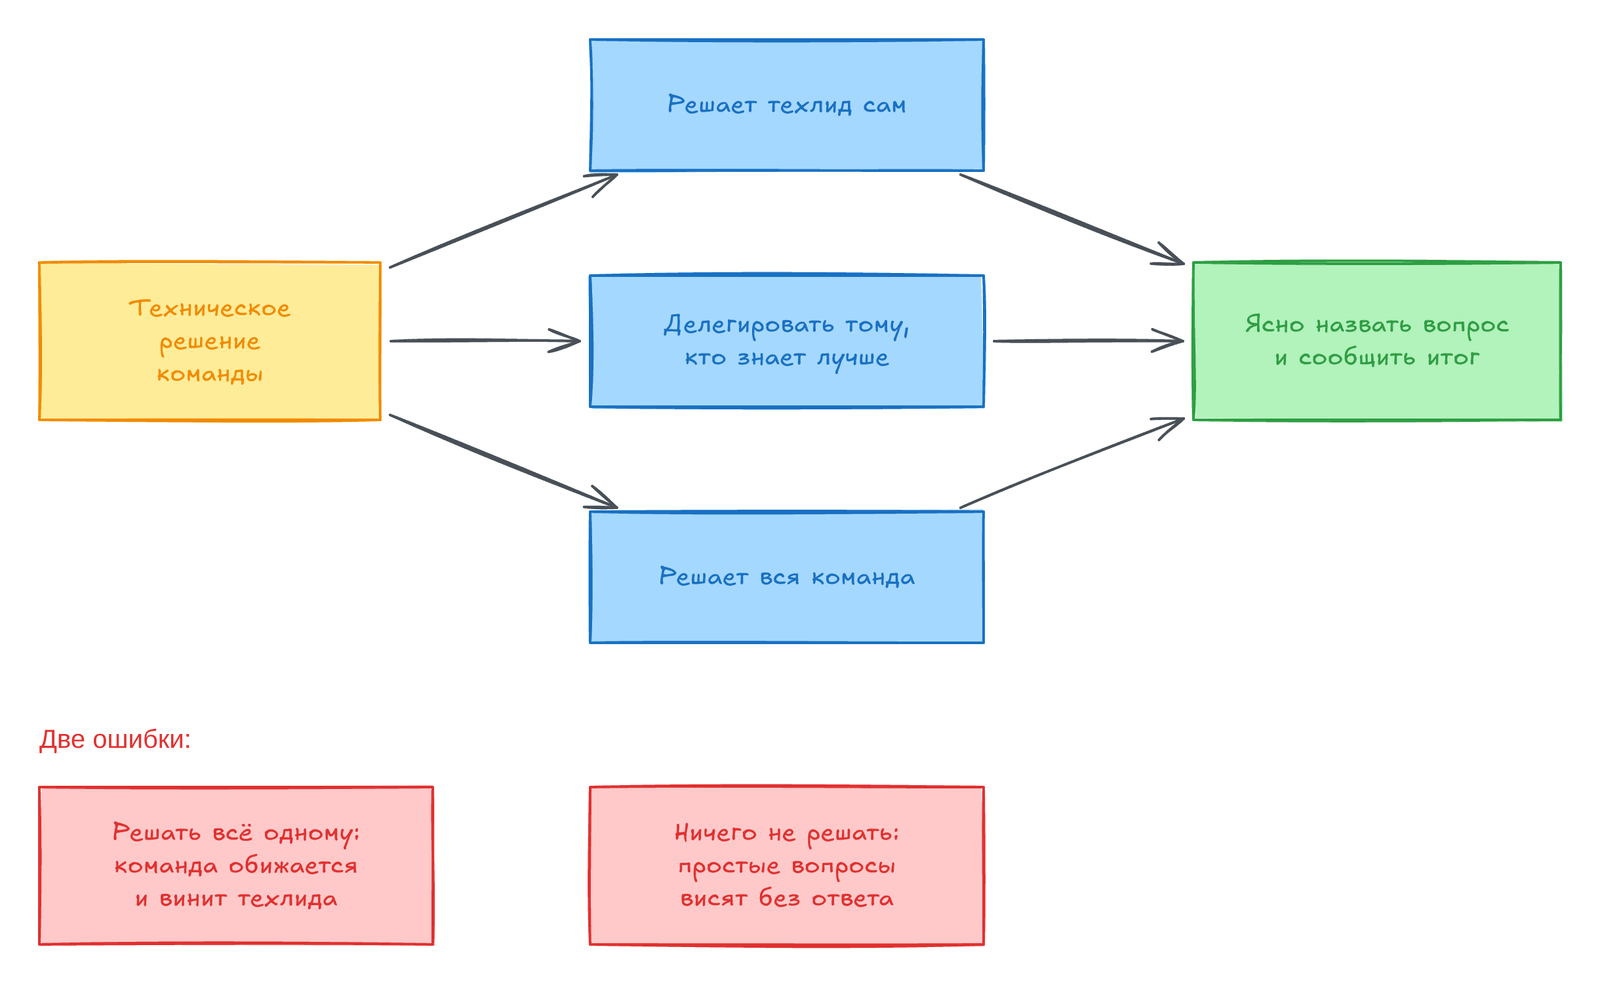 Решает техлид сам
Техническое
решение
команды
Делегировать тому,
кто знает лучше
Ясно назвать вопрос
и сообщить итог
Решает вся команда
Две ошибки:
Решать всё одному:
команда обижается
и винит техлида
Ничего не решать:
простые вопросы
висят без ответа